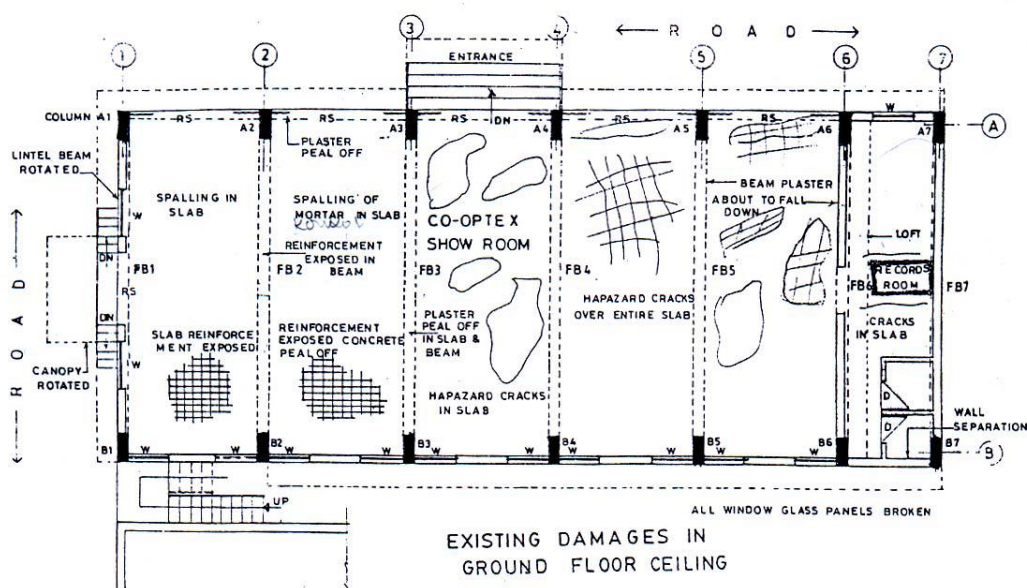 R O A D
1 2 3 4 5 6 7
ENTRANCE
W
COLUMN A1
RS
A2
A3
RS
DN
A4
RS
A5
RS
A6
A7
A
PLASTER
PEAL OFF
LINTEL BEAM
ROTATED
SPALLING IN
SLAB
SPALLING OF
MORTAR IN SLAB
CO-OPTEX
SHOW ROOM
BEAM PLASTER
ABOUT TO FALL
DOWN
W
REINFORCEMENT
EXPOSED IN
BEAM
LOFT
DN
FB1
FB2
FB3
FB4
FB5
FB6
RECORDS
ROOM
FB7
RS
R O A D
HAPAZARD CRACKS
OVER ENTIRE SLAB
DN
SLAB REINFORCE
MENT EXPOSED
REINFORCEMENT
EXPOSED CONCRETE
PEAL OFF
PLASTER
PEAL OFF
IN SLAB &
BEAM
CRACKS
IN SLAB
CANOPY
ROTATED
W
HAPAZARD CRACKS
IN SLAB
D
D
WALL
SEPARATION
B1
W
W
B2
W
W
B3
W
W
B4
W
W
B5
W
W
B6
B7
B
UP
ALL WINDOW GLASS PANELS BROKEN
EXISTING DAMAGES IN
GROUND FLOOR CEILING